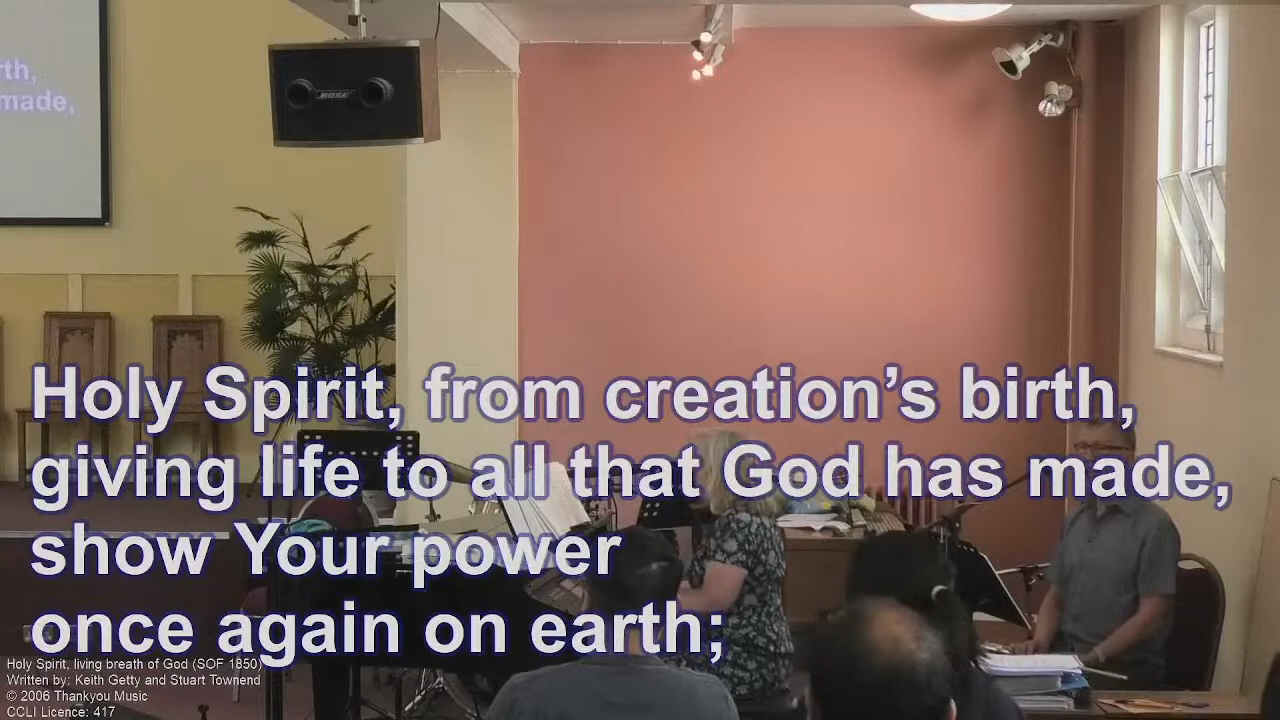 rth,
made,
BOSE
Holy Spirit, from creation’s birth,
giving life to all that God has made,
show Your power
once again on earth;
Holy Spirit, living breath of God (SOF 1850)
Written by: Keith Getty and Stuart Townend
© 2006 Thankyou Music
CCLI Licence: 417